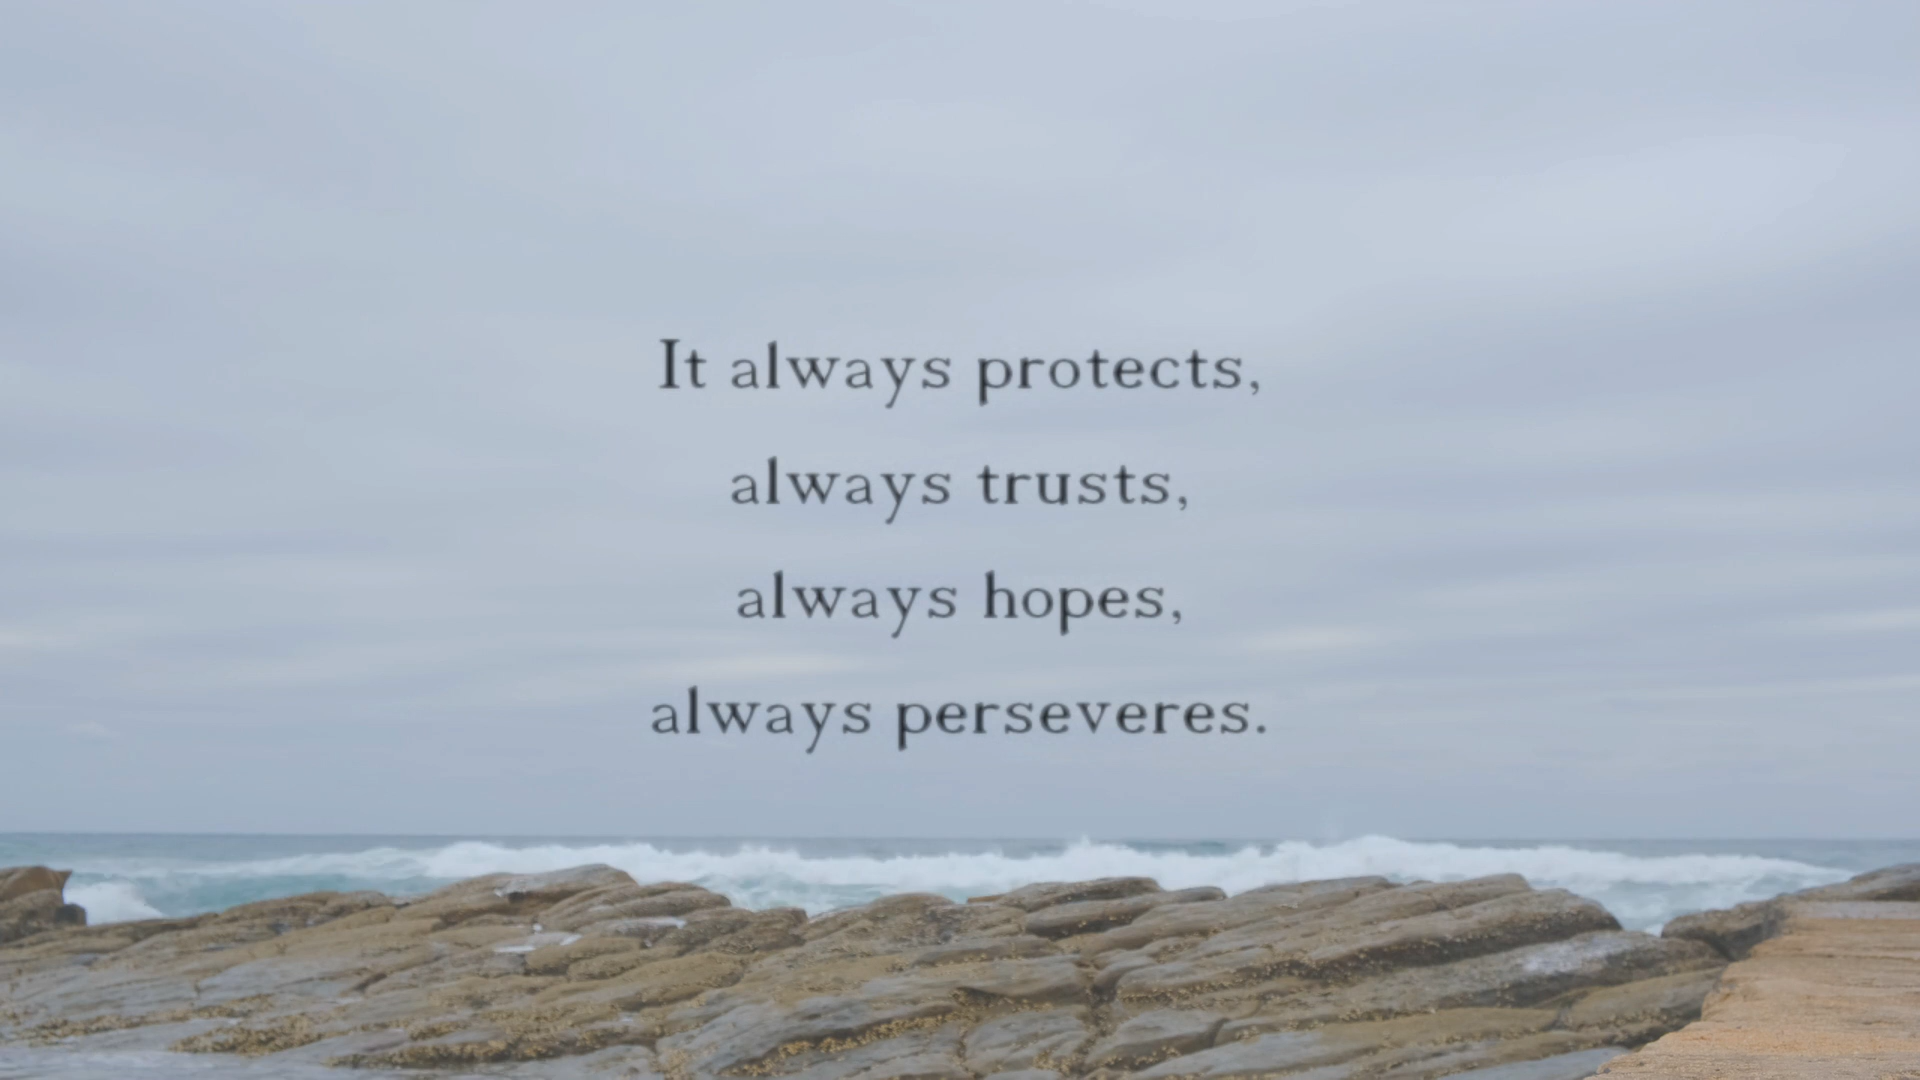 It always protects,
always trusts,
always hopes,
always perseveres.